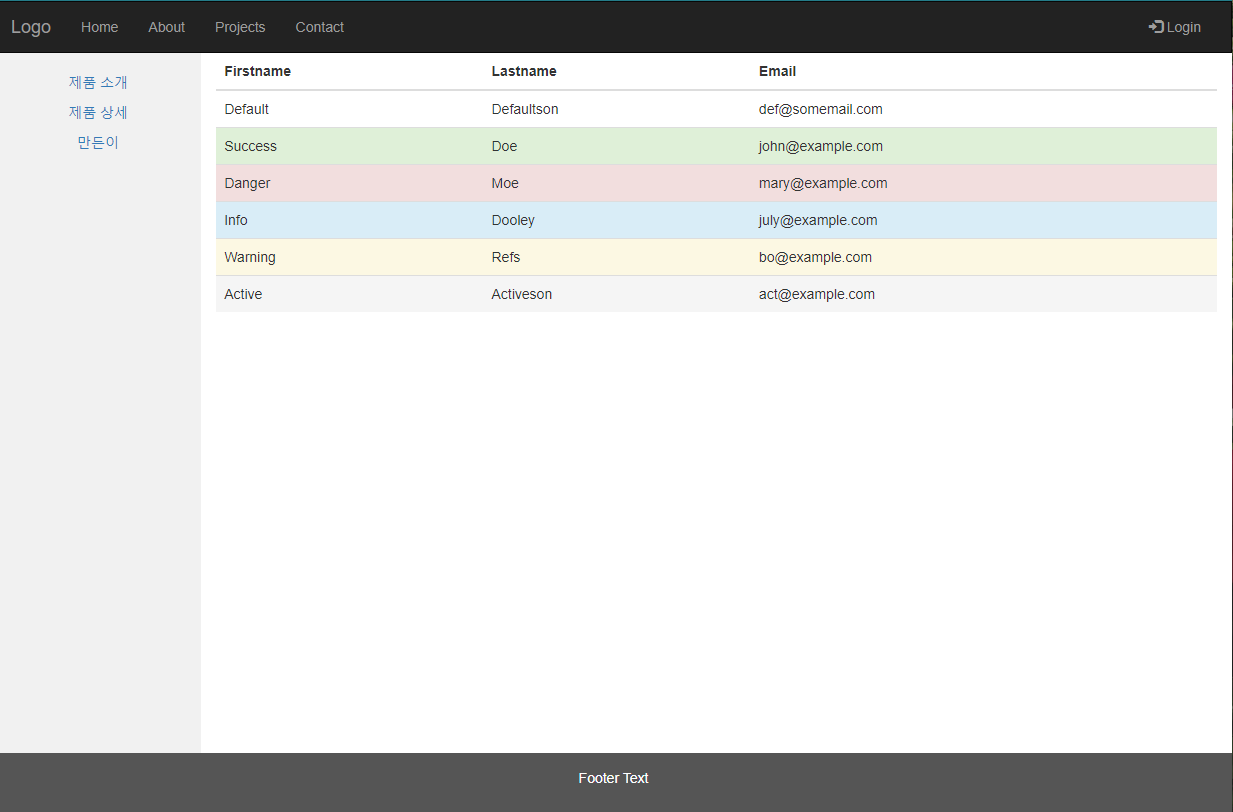 Logo Home About Projects Contact Login
제품 소개
제품 상세
만든이
Firstname Lastname Email
Default Defaultson def@somemail.com
Success Doe john@example.com
Danger Moe mary@example.com
Info Dooley july@example.com
Warning Refs bo@example.com
Active Activeson act@example.com
Footer Text